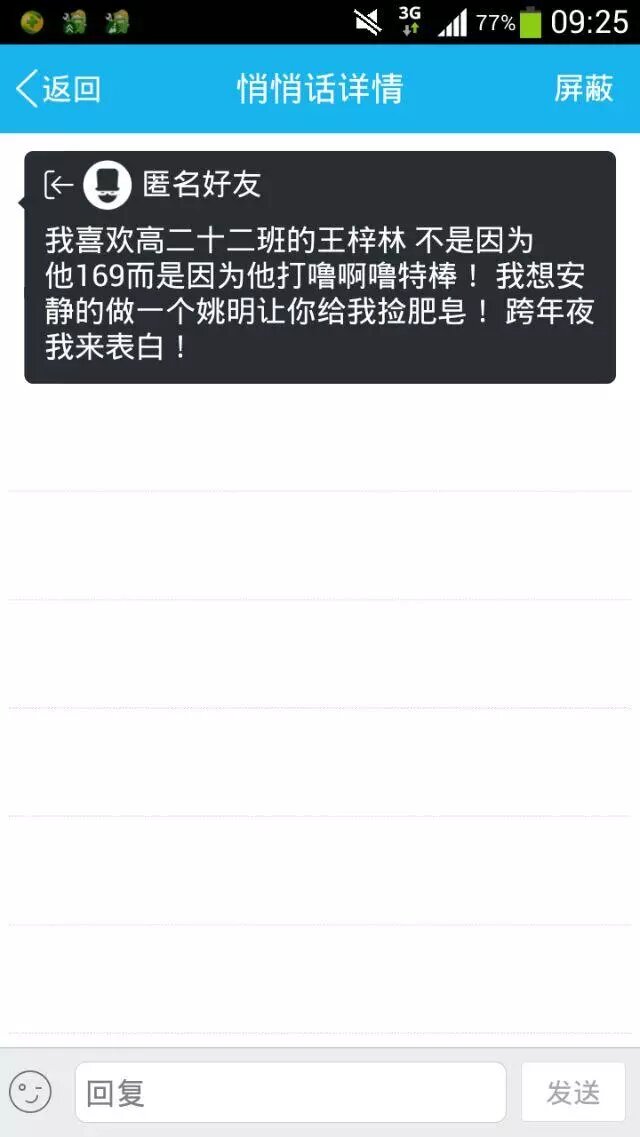 3G 77% 09:25
返回 悄悄话详情 屏蔽
匿名好友
我喜欢高二十二班的王梓林 不是因为
他169而是因为他打噜啊噜特棒！ 我想安
静的做一个姚明让你给我捡肥皂！ 跨年夜
我来表白！
回复 发送